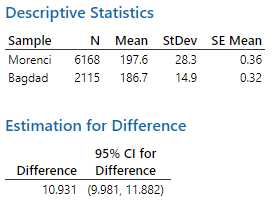 Descriptive Statistics
Sample N Mean StDev SE Mean
Morenci 6168 197.6 28.3 0.36
Bagdad 2115 186.7 14.9 0.32
Estimation for Difference
95% CI for
Difference Difference
10.931 (9.981, 11.882)